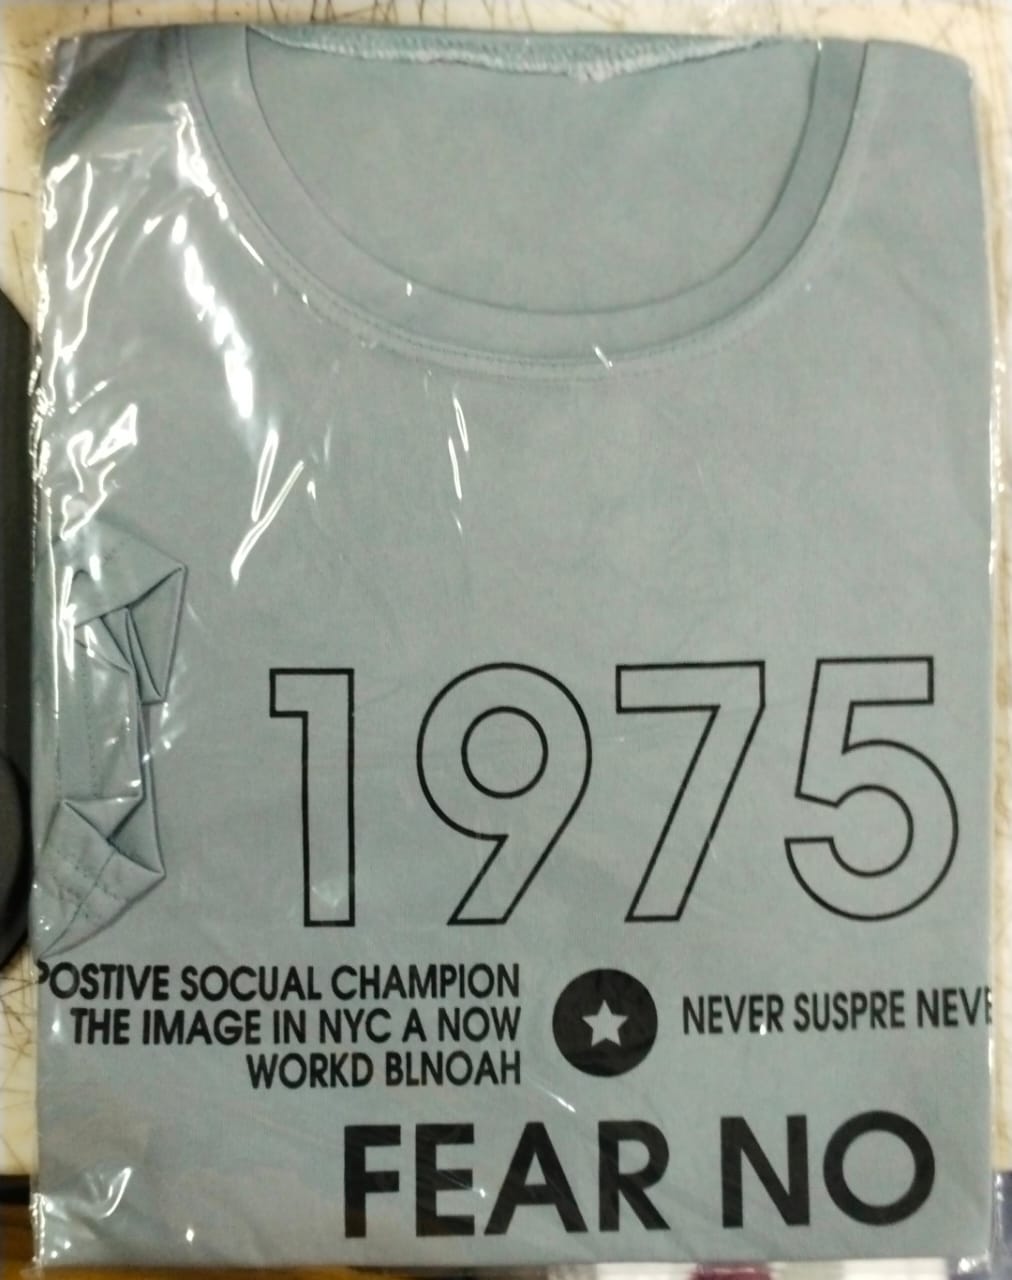 1975
POSTIVE SOCUAL CHAMPION
THE IMAGE IN NYC A NOW
WORKD BLNOAH
NEVER SUSPRE NEVE
FEAR NO